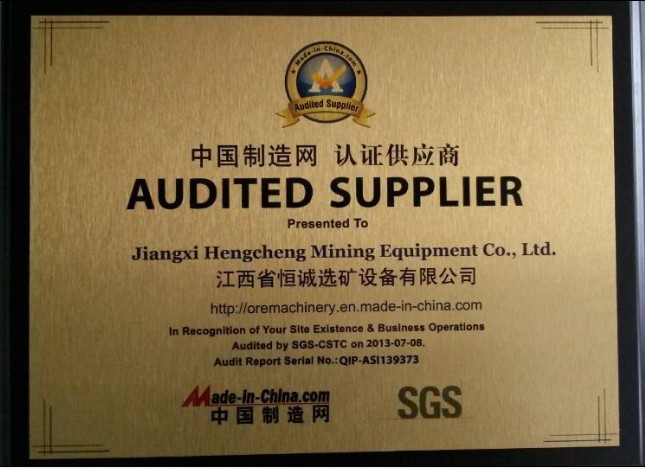 Made-in-China.com
Audited Supplier
中国制造网 认证供应商
AUDITED SUPPLIER
Presented To
Jiangxi Hengcheng Mining Equipment Co., Ltd.
江西省恒诚选矿设备有限公司
http://oremachinery.en.made-in-china.com
In Recognition of Your Site Existence & Business Operations
Audited by SGS-CSTC on 2013-07-08.
Audit Report Serial No.: QIP-ASI139373
Made-in-China.com
中国制造网
SGS